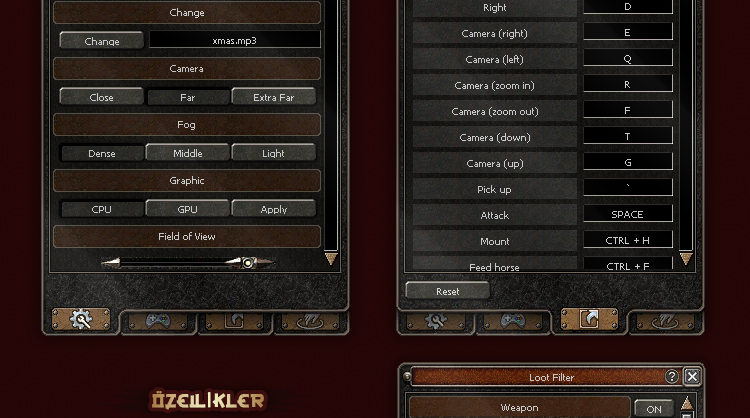 Change
Change
xmas.mp3
Camera
Close Far Extra Far
Fog
Dense Middle Light
Graphic
CPU GPU Apply
Field of View
Right D
Camera (right) E
Camera (left) Q
Camera (zoom in) R
Camera (zoom out) F
Camera (down) T
Camera (up) G
Pick up `
Attack SPACE
Mount CTRL + H
Feed horse CTRL + F
Reset
ÖZELLİKLER
Loot Filter ?
Weapon ON